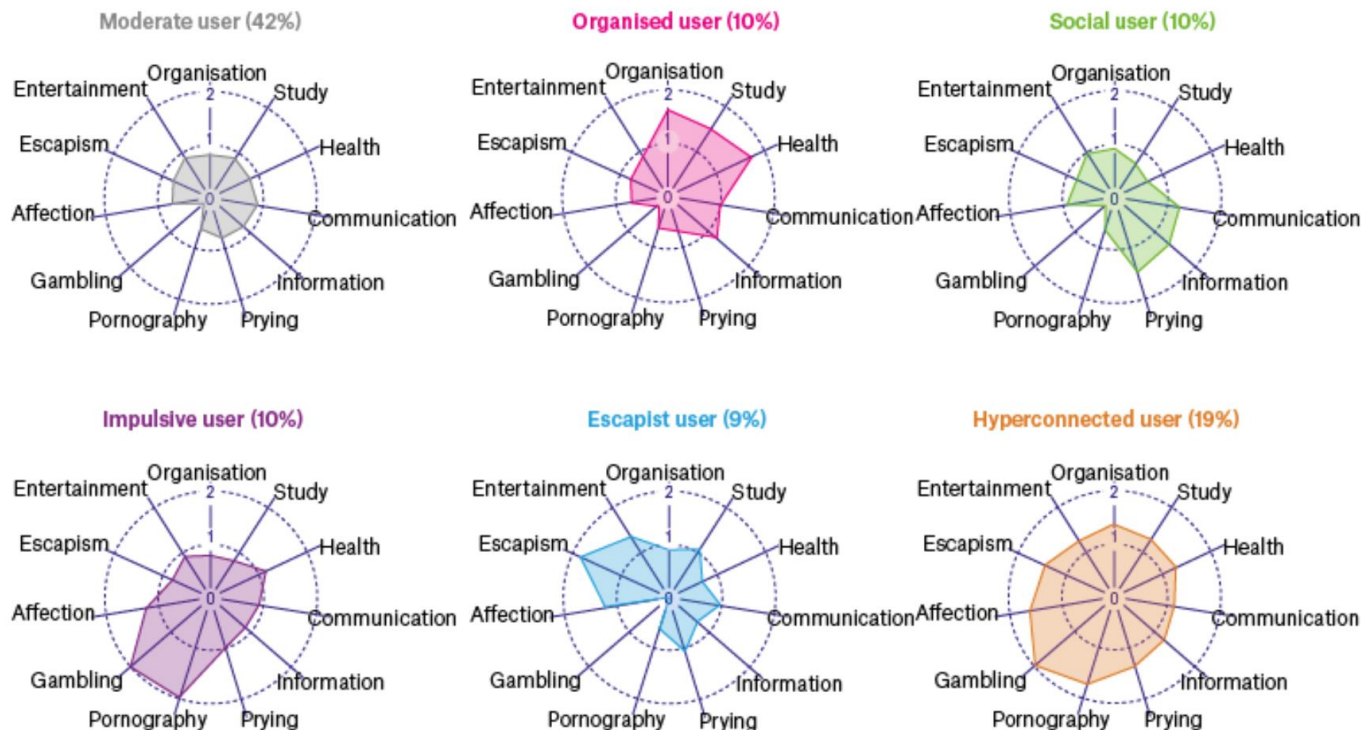 Moderate user (42%)
Organisation
Entertainment
Study
2
Escapism
1
Health
0
Affection
Communication
Gambling
Information
Pornography
Prying
Organised user (10%)
Organisation
Entertainment
Study
2
Escapism
1
Health
0
Affection
Communication
Gambling
Information
Pornography
Prying
Social user (10%)
Organisation
Entertainment
Study
2
Escapism
1
Health
0
Affection
Communication
Gambling
Information
Pornography
Prying
Impulsive user (10%)
Organisation
Entertainment
Study
2
Escapism
1
Health
0
Affection
Communication
Gambling
Information
Pornography
Prying
Escapist user (9%)
Organisation
Entertainment
Study
2
Escapism
1
Health
0
Affection
Communication
Gambling
Information
Pornography
Prying
Hyperconnected user (19%)
Organisation
Entertainment
Study
2
Escapism
1
Health
0
Affection
Communication
Gambling
Information
Pornography
Prying